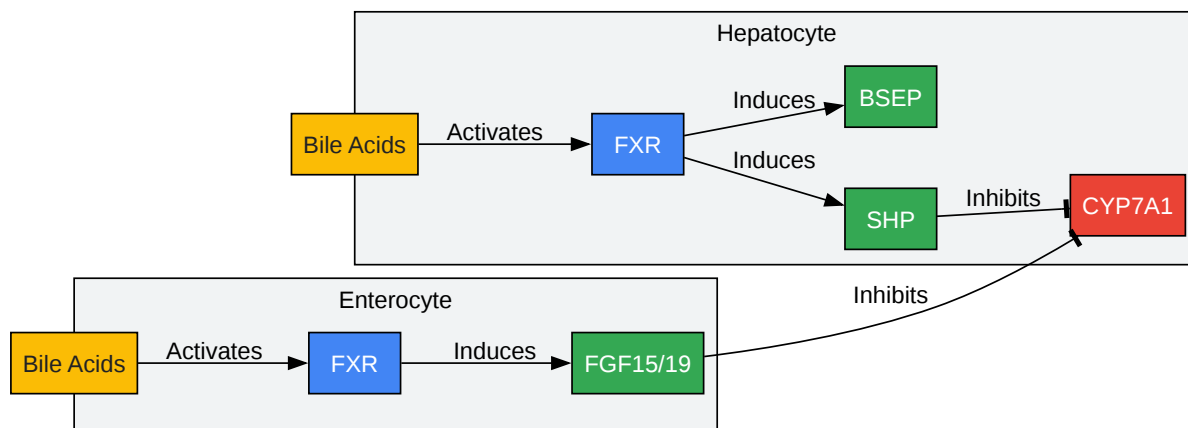 Hepatocyte
Bile Acids
Activates
FXR
Induces
BSEP
Induces
SHP
Inhibits
CYP7A1
Enterocyte
Bile Acids
Activates
FXR
Induces
FGF15/19
Inhibits